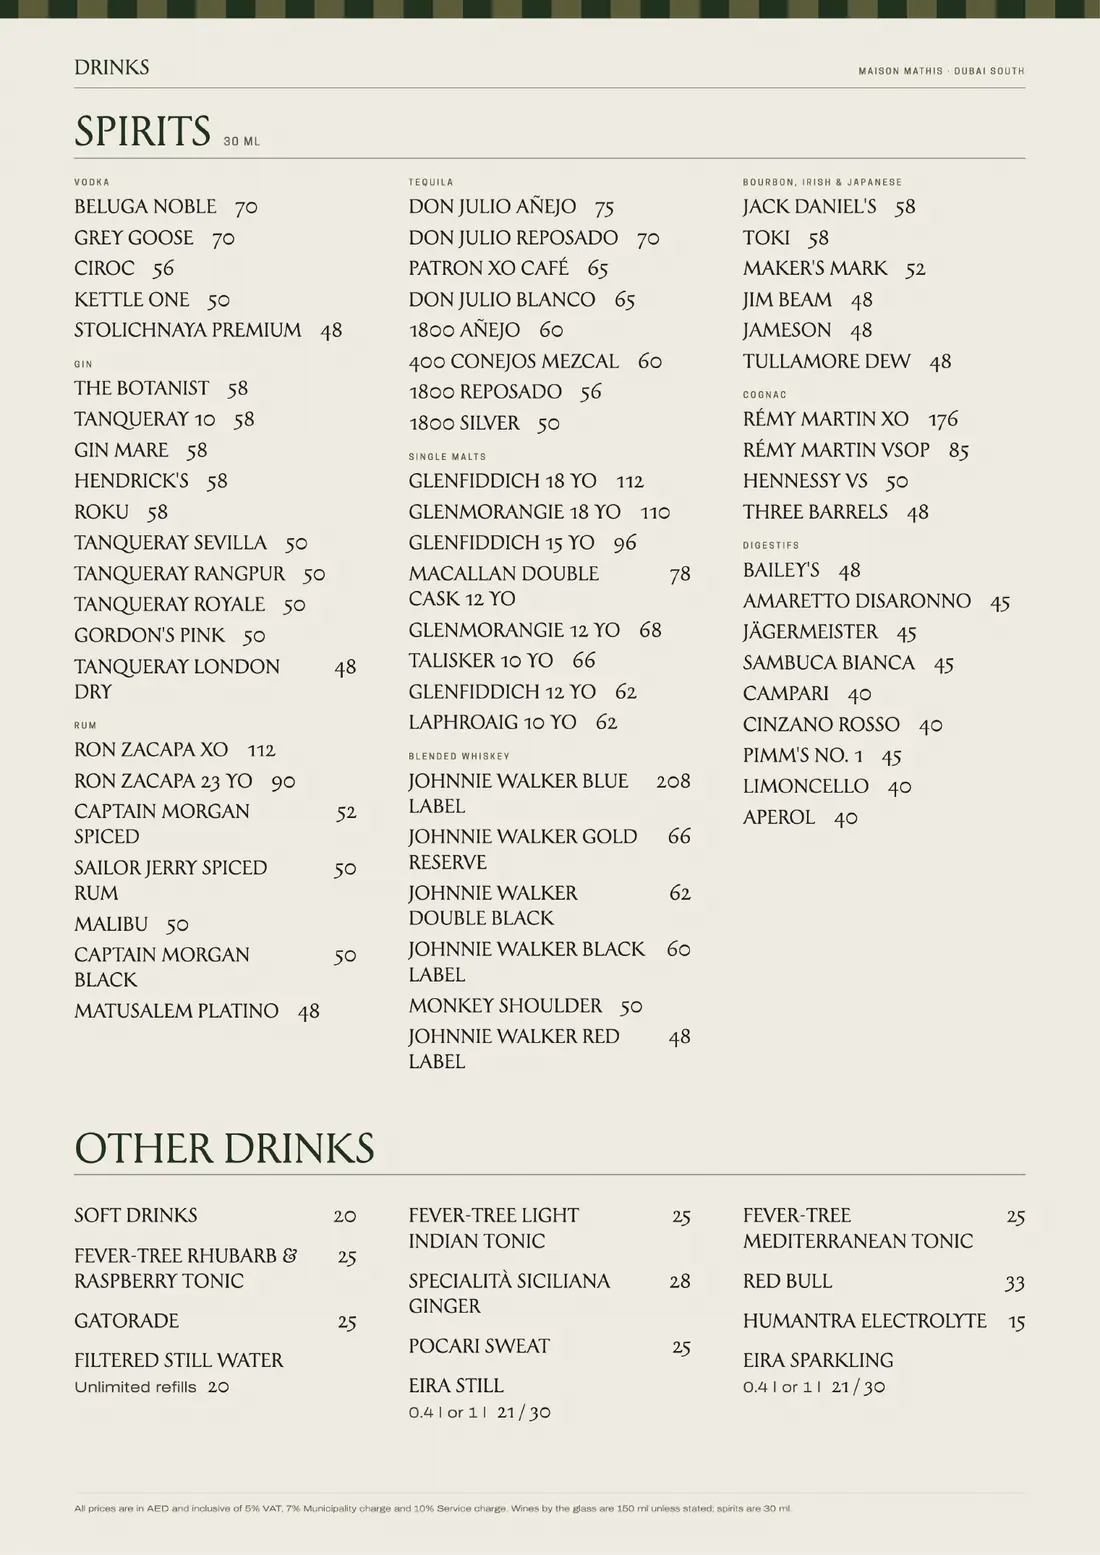 DRINKS
MAISON MATHIS · DUBAI SOUTH
SPIRITS 30 ML
VODKA
BELUGA NOBLE 70
GREY GOOSE 70
CIROC 56
KETTLE ONE 50
STOLICHNAYA PREMIUM 48
GIN
THE BOTANIST 58
TANQUERAY 10 58
GIN MARE 58
HENDRICK'S 58
ROKU 58
TANQUERAY SEVILLA 50
TANQUERAY RANGPUR 50
TANQUERAY ROYALE 50
GORDON'S PINK 50
TANQUERAY LONDON 48
DRY
RUM
RON ZACAPA XO 112
RON ZACAPA 23 YO 90
CAPTAIN MORGAN 52
SPICED
SAILOR JERRY SPICED 50
RUM
MALIBU 50
CAPTAIN MORGAN 50
BLACK
MATUSALEM PLATINO 48
TEQUILA
DON JULIO AÑEJO 75
DON JULIO REPOSADO 70
PATRON XO CAFÉ 65
DON JULIO BLANCO 65
1800 AÑEJO 60
400 CONEJOS MEZCAL 60
1800 REPOSADO 56
1800 SILVER 50
SINGLE MALTS
GLENFIDDICH 18 YO 112
GLENMORANGIE 18 YO 110
GLENFIDDICH 15 YO 96
MACALLAN DOUBLE 78
CASK 12 YO
GLENMORANGIE 12 YO 68
TALISKER 10 YO 66
GLENFIDDICH 12 YO 62
LAPHROAIG 10 YO 62
BLENDED WHISKEY
JOHNNIE WALKER BLUE 208
LABEL
JOHNNIE WALKER GOLD 66
RESERVE
JOHNNIE WALKER 62
DOUBLE BLACK
JOHNNIE WALKER BLACK 60
LABEL
MONKEY SHOULDER 50
JOHNNIE WALKER RED 48
LABEL
BOURBON, IRISH & JAPANESE
JACK DANIEL'S 58
TOKI 58
MAKER'S MARK 52
JIM BEAM 48
JAMESON 48
TULLAMORE DEW 48
COGNAC
RÉMY MARTIN XO 176
RÉMY MARTIN VSOP 85
HENNESSY VS 50
THREE BARRELS 48
DIGESTIFS
BAILEY'S 48
AMARETTO DISARONNO 45
JÄGERMEISTER 45
SAMBUCA BIANCA 45
CAMPARI 40
CINZANO ROSSO 40
PIMM'S NO. 1 45
LIMONCELLO 40
APEROL 40
OTHER DRINKS
SOFT DRINKS 20
FEVER-TREE RHUBARB & 25
RASPBERRY TONIC
GATORADE 25
FILTERED STILL WATER
Unlimited refills 20
FEVER-TREE LIGHT 25
INDIAN TONIC
SPECIALITÀ SICILIANA 28
GINGER
POCARI SWEAT 25
EIRA STILL
0.4 l or 1 l 21 / 30
FEVER-TREE 25
MEDITERRANEAN TONIC
RED BULL 33
HUMANTRA ELECTROLYTE 15
EIRA SPARKLING
0.4 l or 1 l 21 / 30
All prices are in AED and inclusive of 5% VAT, 7% Municipality charge and 10% Service charge. Wines by the glass are 150 ml unless stated; spirits are 30 ml.